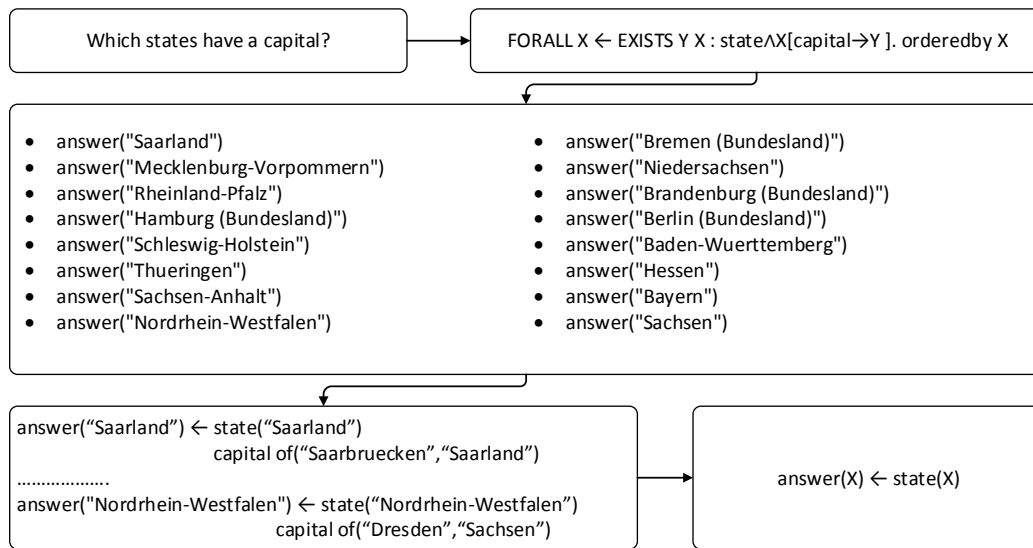 Which states have a capital?
FORALL X ← EXISTS Y X : state∧X[capital→Y ]. orderedby X
• answer("Saarland")
• answer("Mecklenburg-Vorpommern")
• answer("Rheinland-Pfalz")
• answer("Hamburg (Bundesland)")
• answer("Schleswig-Holstein")
• answer("Thueringen")
• answer("Sachsen-Anhalt")
• answer("Nordrhein-Westfalen")
• answer("Bremen (Bundesland)")
• answer("Niedersachsen")
• answer("Brandenburg (Bundesland)")
• answer("Berlin (Bundesland)")
• answer("Baden-Wuerttemberg")
• answer("Hessen")
• answer("Bayern")
• answer("Sachsen")
answer(“Saarland”) ← state(“Saarland”)
capital of(“Saarbruecken”,“Saarland”)
……………….
answer("Nordrhein-Westfalen") ← state(“Nordrhein-Westfalen”)
capital of(“Dresden”,“Sachsen”)
answer(X) ← state(X)